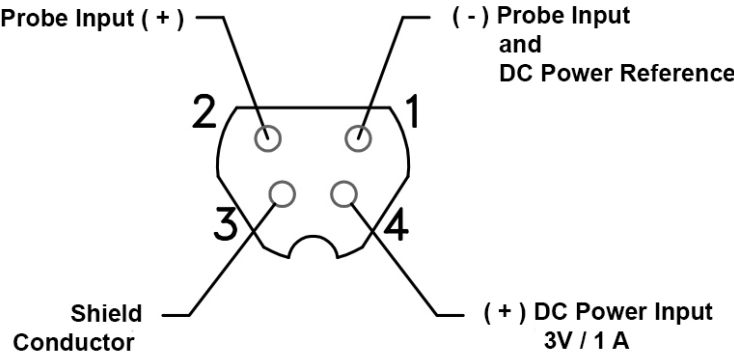 Probe Input ( + )
( - ) Probe Input
and
DC Power Reference
2
1
3
4
Shield
Conductor
( + ) DC Power Input
3V / 1 A